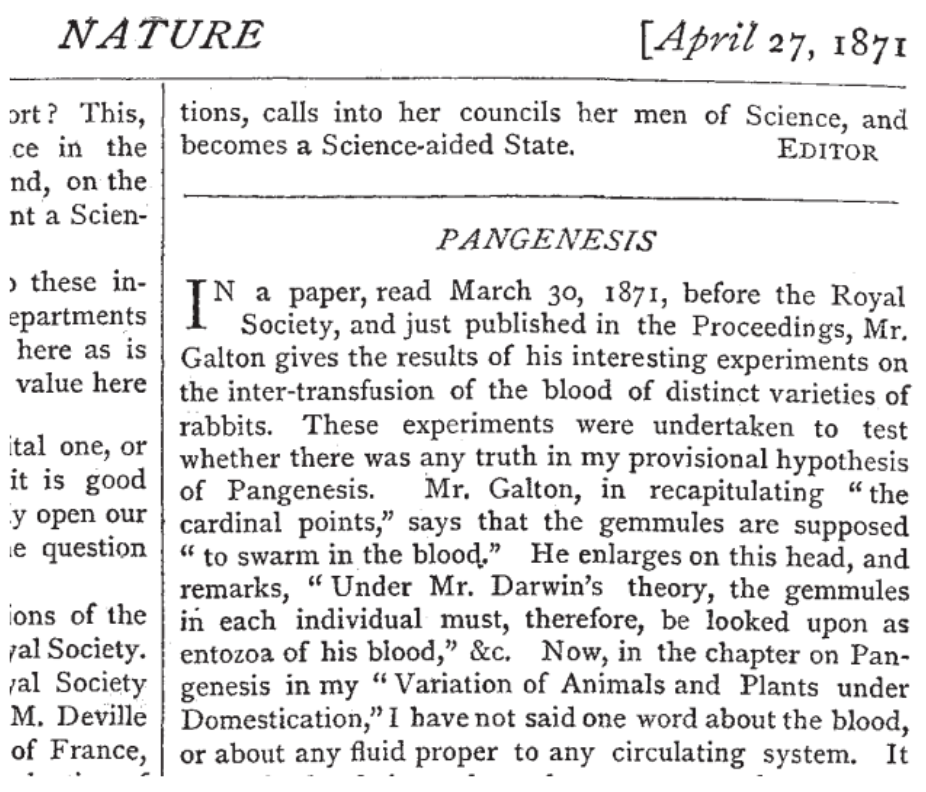 NATURE [April 27, 1871
ort? This,
ce in the
nd, on the
nt a Scien-
these in-
epartments
here as is
value here
ital one, or
it is good
y open our
e question
ions of the
yal Society.
yal Society
M. Deville
of France,
tions, calls into her councils her men of Science, and
becomes a Science-aided State. EDITOR
PANGENESIS
IN a paper, read March 30, 1871, before the Royal
Society, and just published in the Proceedings, Mr.
Galton gives the results of his interesting experiments on
the inter-transfusion of the blood of distinct varieties of
rabbits. These experiments were undertaken to test
whether there was any truth in my provisional hypothesis
of Pangenesis. Mr. Galton, in recapitulating “the
cardinal points,” says that the gemmules are supposed
“to swarm in the blood.” He enlarges on this head, and
remarks, “Under Mr. Darwin’s theory, the gemmules
in each individual must, therefore, be looked upon as
entozoa of his blood,” &c. Now, in the chapter on Pan-
genesis in my “Variation of Animals and Plants under
Domestication,” I have not said one word about the blood,
or about any fluid proper to any circulating system. It